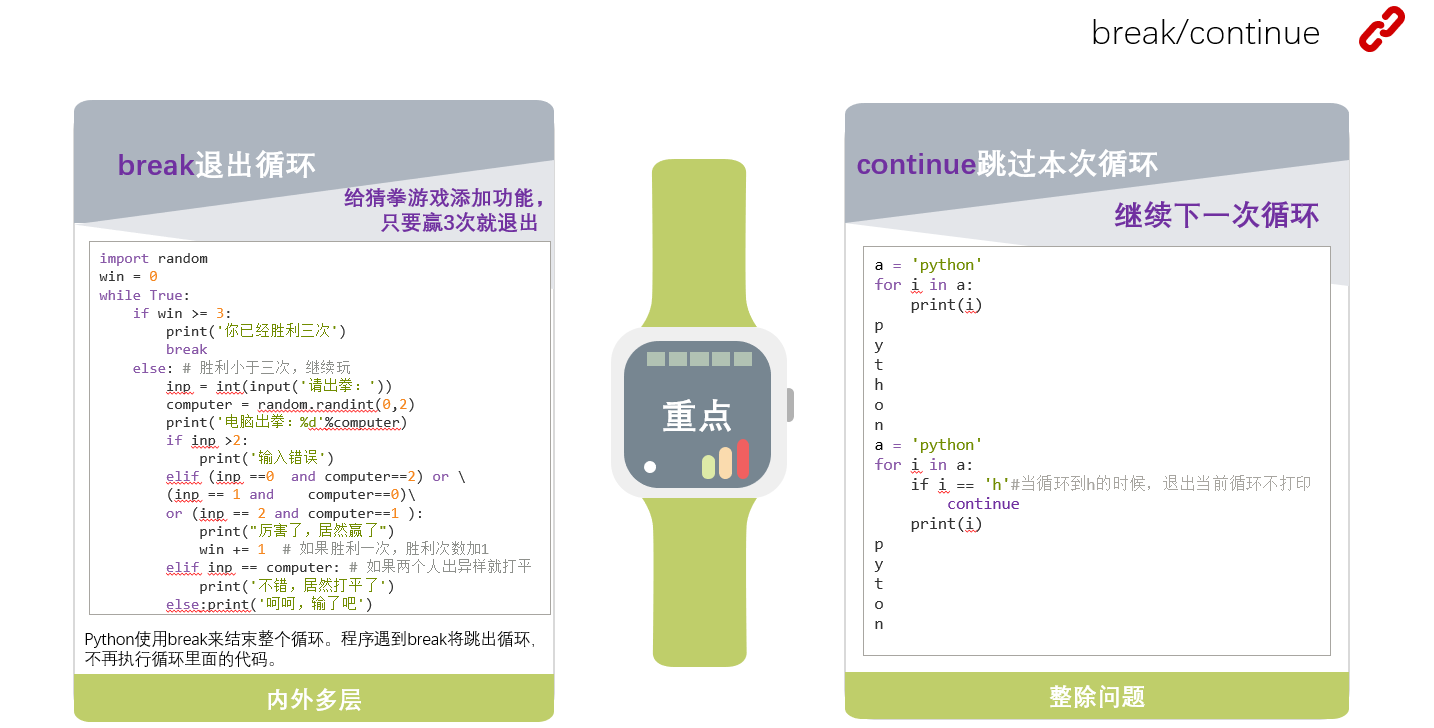 break/continue
break退出循环
给猜拳游戏添加功能，
只要赢3次就退出
import random
win = 0
while True:
    if win >= 3:
        print('你已经胜利三次')
        break
    else: # 胜利小于三次，继续玩
        inp = int(input('请出拳：'))
        computer = random.randint(0,2)
        print('电脑出拳：%d'%computer)
        if inp >2:
            print('输入错误')
        elif (inp ==0  and computer==2) or \
        (inp == 1 and    computer==0)\
        or (inp == 2 and computer==1 ):
            print("厉害了，居然赢了")
            win += 1  # 如果胜利一次，胜利次数加1
        elif inp == computer: # 如果两个人出异样就打平
            print('不错，居然打平了')
        else:print('呵呵，输了吧')
Python使用break来结束整个循环。程序遇到break将跳出循环，
不再执行循环里面的代码。
内外多层
重点
continue跳过本次循环
继续下一次循环
a = 'python'
for i in a:
    print(i)
p
y
t
h
o
n
a = 'python'
for i in a:
    if i == 'h'#当循环到h的时候，退出当前循环不打印
        continue
    print(i)
p
y
t
o
n
整除问题